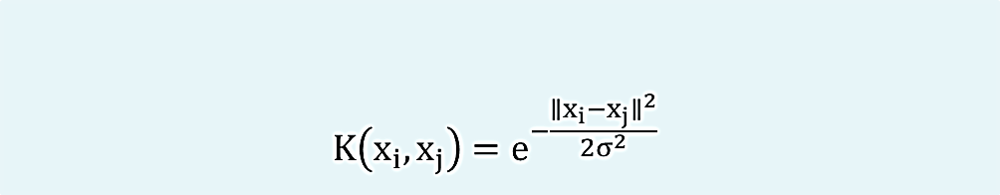 K(xᵢ, xⱼ) = e^(−‖xᵢ−xⱼ‖²/2σ²)